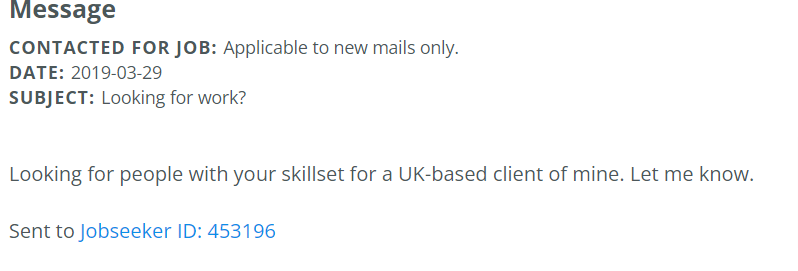 Message
CONTACTED FOR JOB: Applicable to new mails only.
DATE: 2019-03-29
SUBJECT: Looking for work?
Looking for people with your skillset for a UK-based client of mine. Let me know.
Sent to Jobseeker ID: 453196